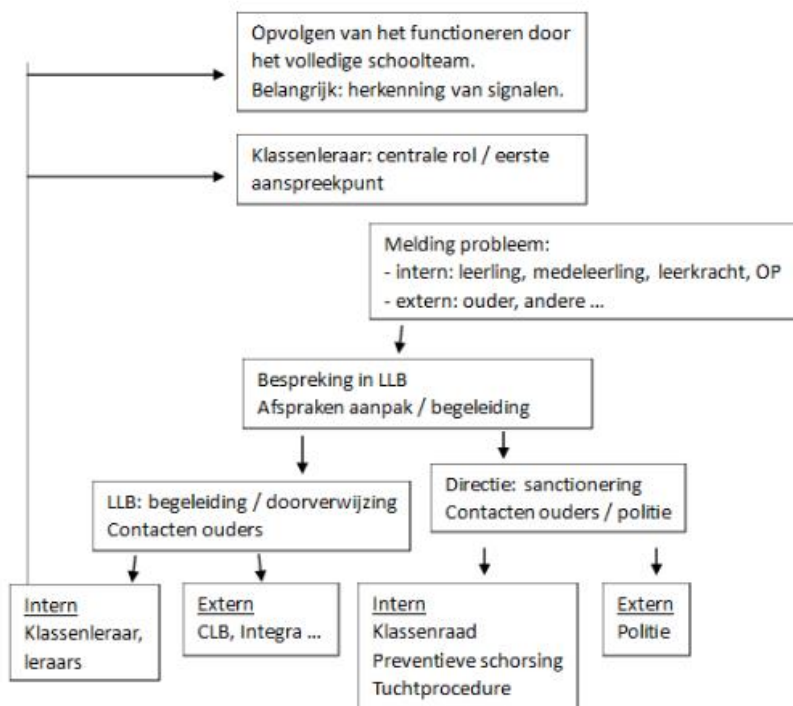 Opvolgen van het functioneren door
het volledige schoolteam.
Belangrijk: herkenning van signalen.
Klassenleraar: centrale rol / eerste
aanspreekpunt
Melding probleem:
- intern: leerling, medeleerling, leerkracht, OP
- extern: ouder, andere ...
Bespreking in LLB
Afspraken aanpak / begeleiding
LLB: begeleiding / doorverwijzing
Contacten ouders
Directie: sanctionering
Contacten ouders / politie
Intern
Klassenleraar,
leraars
Extern
CLB, Integra ...
Intern
Klassenraad
Preventieve schorsing
Tuchtprocedure
Extern
Politie